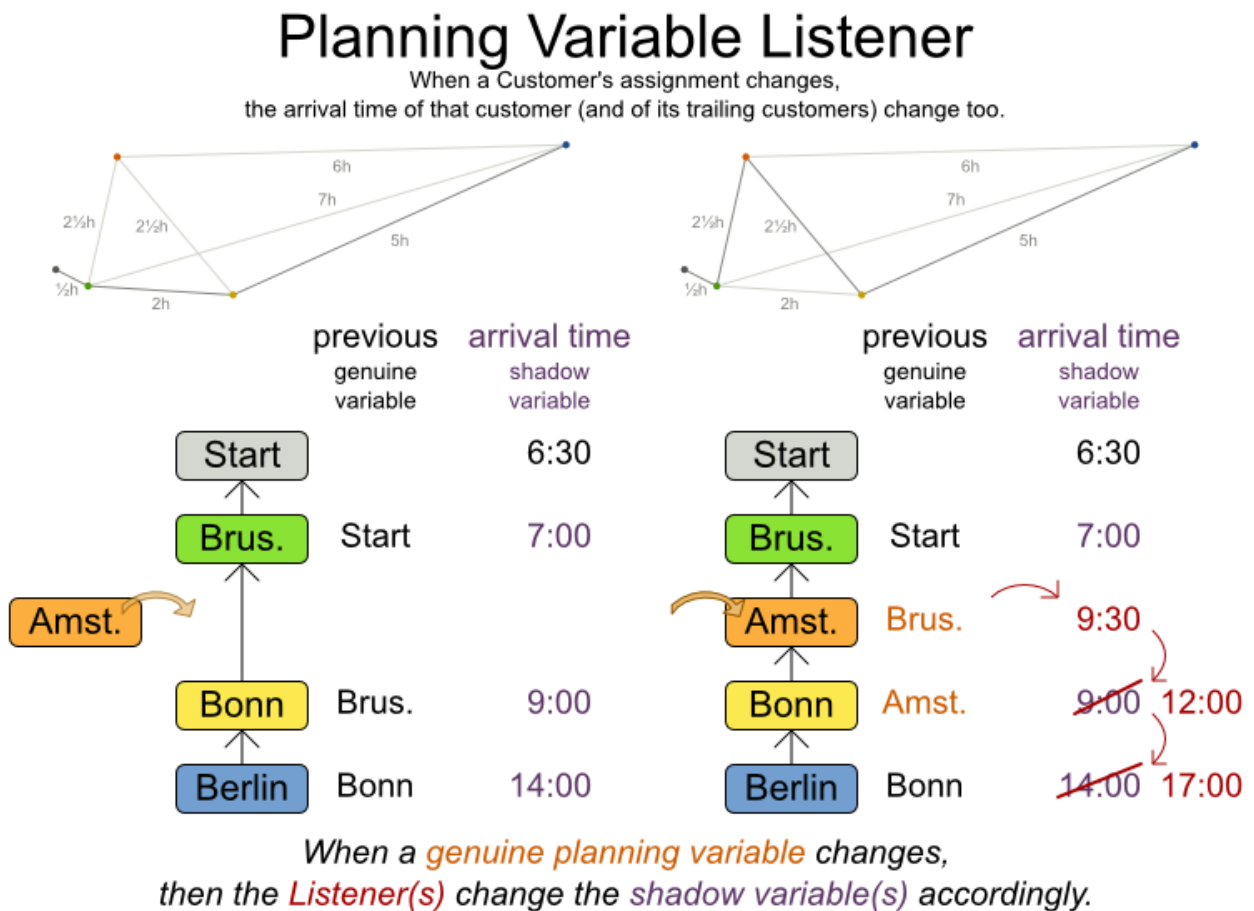 Planning Variable Listener
When a Customer's assignment changes,
the arrival time of that customer (and of its trailing customers) change too.
6h
7h
2½h
2½h
5h
½h
2h
6h
7h
2½h
2½h
5h
½h
2h
previous arrival time
genuine shadow
variable variable
Start 6:30
Brus. Start 7:00
Amst.
Bonn Brus. 9:00
Berlin Bonn 14:00
previous arrival time
genuine shadow
variable variable
Start 6:30
Brus. Start 7:00
Amst. Brus. 9:30
Bonn Amst. 9:00 12:00
Berlin Bonn 14:00 17:00
When a genuine planning variable changes,
then the Listener(s) change the shadow variable(s) accordingly.